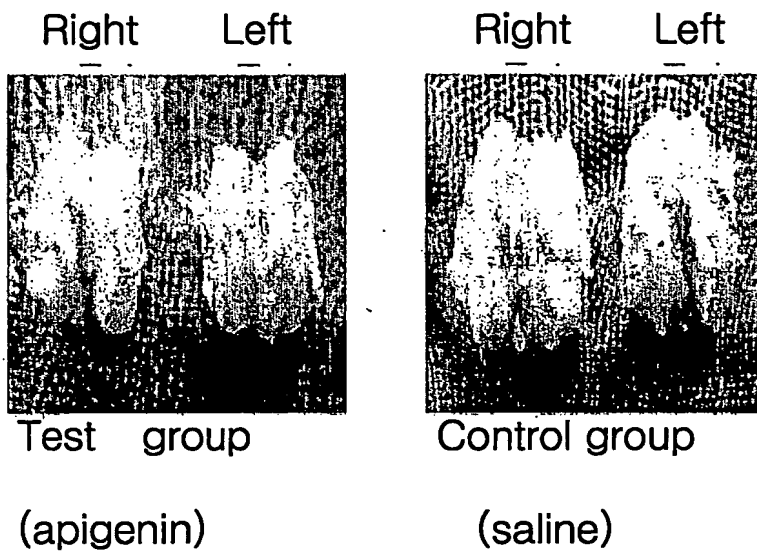 Right Left Right Left
Test group Control group
(apigenin) (saline)